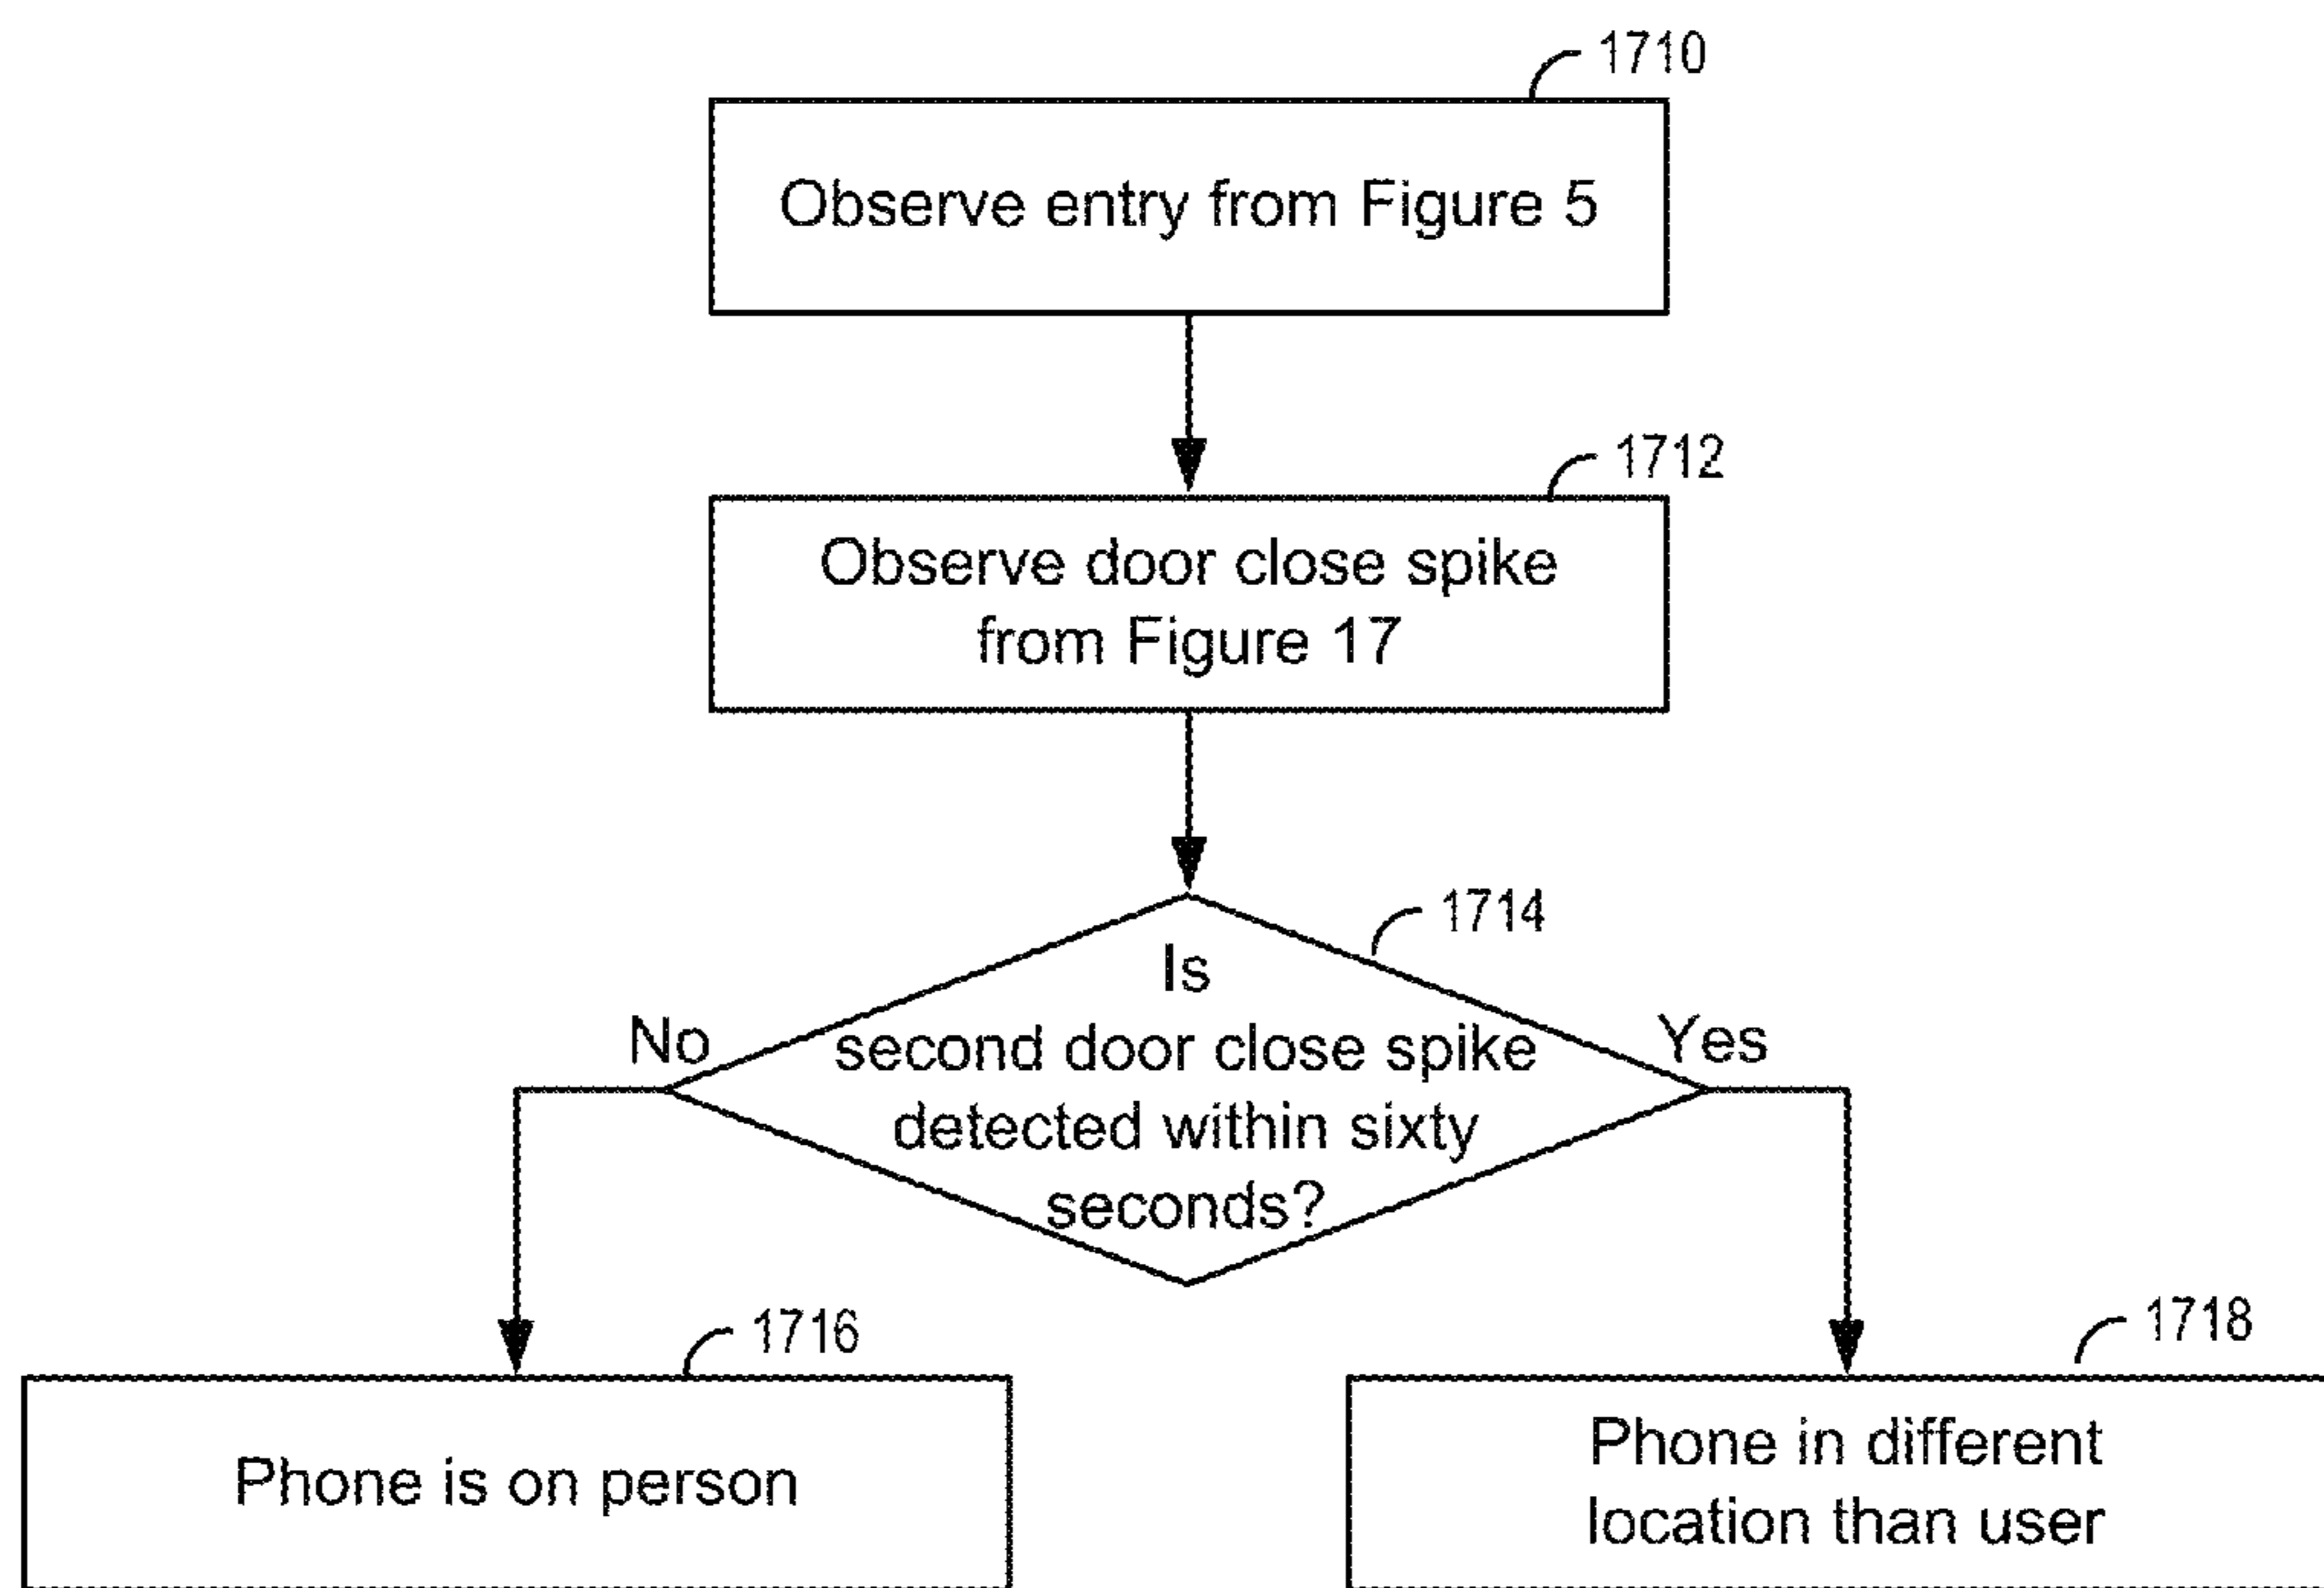 1710
Observe entry from Figure 5
1712
Observe door close spike
from Figure 17
1714
Is
second door close spike
detected within sixty
seconds?
No
Yes
1716
Phone is on person
1718
Phone in different
location than user